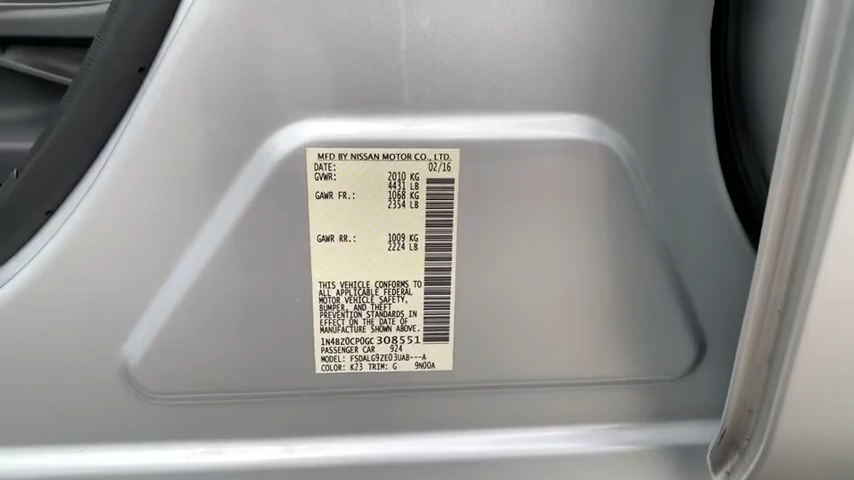 MFD BY NISSAN MOTOR CO., LTD.
DATE: 02/16
GVWR: 2010 KG
4431 LB
GAWR FR.: 1068 KG
2354 LB
GAWR RR.: 1009 KG
2224 LB
THIS VEHICLE CONFORMS TO
ALL APPLICABLE FEDERAL
MOTOR VEHICLE SAFETY,
BUMPER, AND THEFT
PREVENTION STANDARDS IN
EFFECT ON THE DATE OF
MANUFACTURE SHOWN ABOVE.
1N4BZ0CP0GC 308551
PASSENGER CAR 924
MODEL: FSDALG9ZE03UAB---A
COLOR: K23 TRIM: G 9N00A